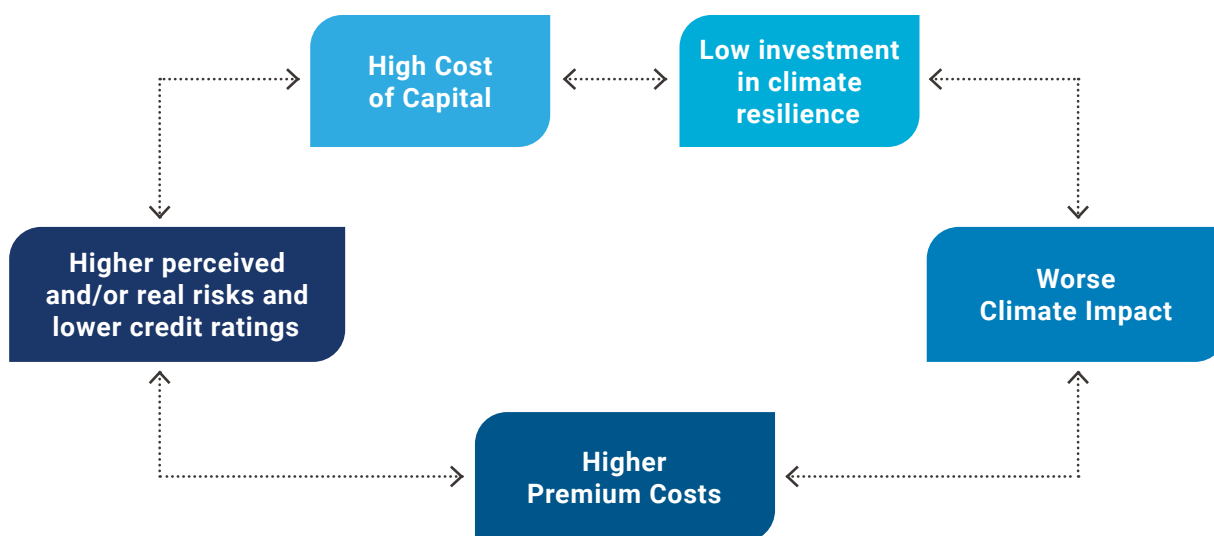 High Cost
of Capital
Low investment
in climate
resilience
Higher perceived
and/or real risks and
lower credit ratings
Worse
Climate Impact
Higher
Premium Costs